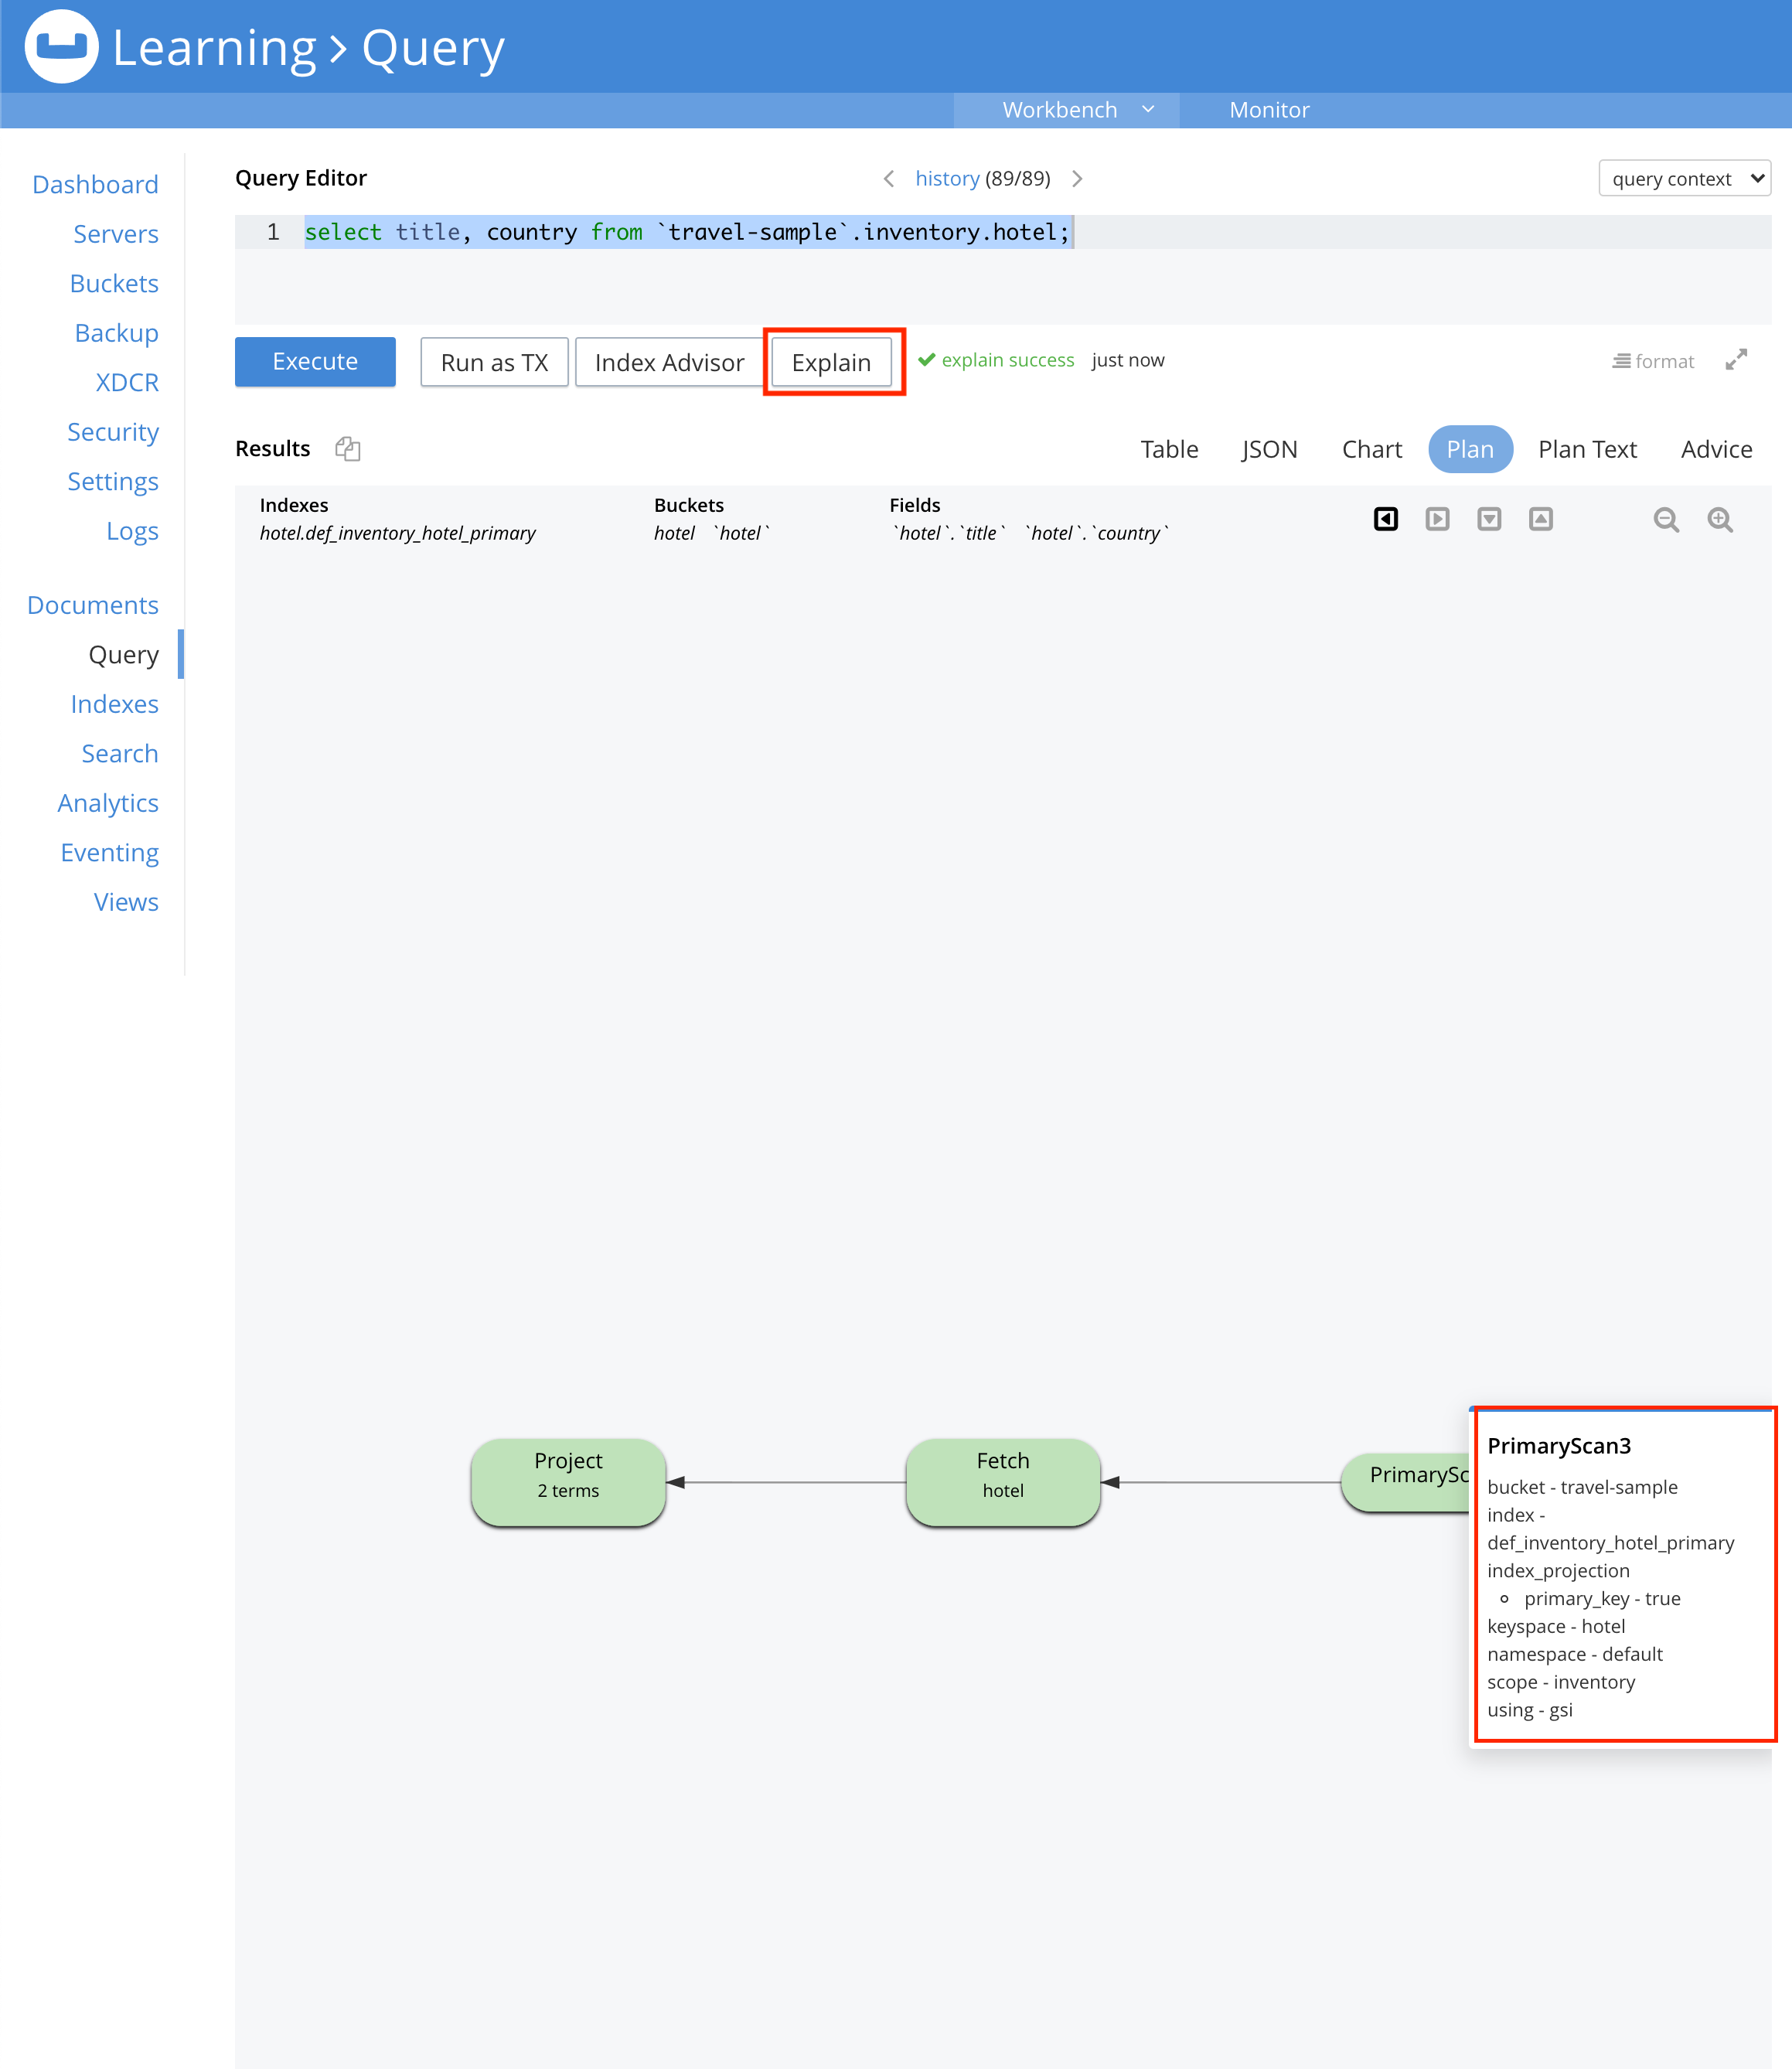 Learning > Query
Workbench Monitor
Dashboard
Servers
Buckets
Backup
XDCR
Security
Settings
Logs
Documents
Query
Indexes
Search
Analytics
Eventing
Views
Query Editor
history (89/89)
query context
1 select title, country from `travel-sample`.inventory.hotel;
Execute Run as TX Index Advisor Explain explain success just now format
Results Table JSON Chart Plan Plan Text Advice
Indexes Buckets Fields
hotel.def_inventory_hotel_primary hotel `hotel` `hotel`.`title` `hotel`.`country`
Project
2 terms
Fetch
hotel
PrimarySc
PrimaryScan3
bucket - travel-sample
index -
def_inventory_hotel_primary
index_projection
primary_key - true
keyspace - hotel
namespace - default
scope - inventory
using - gsi